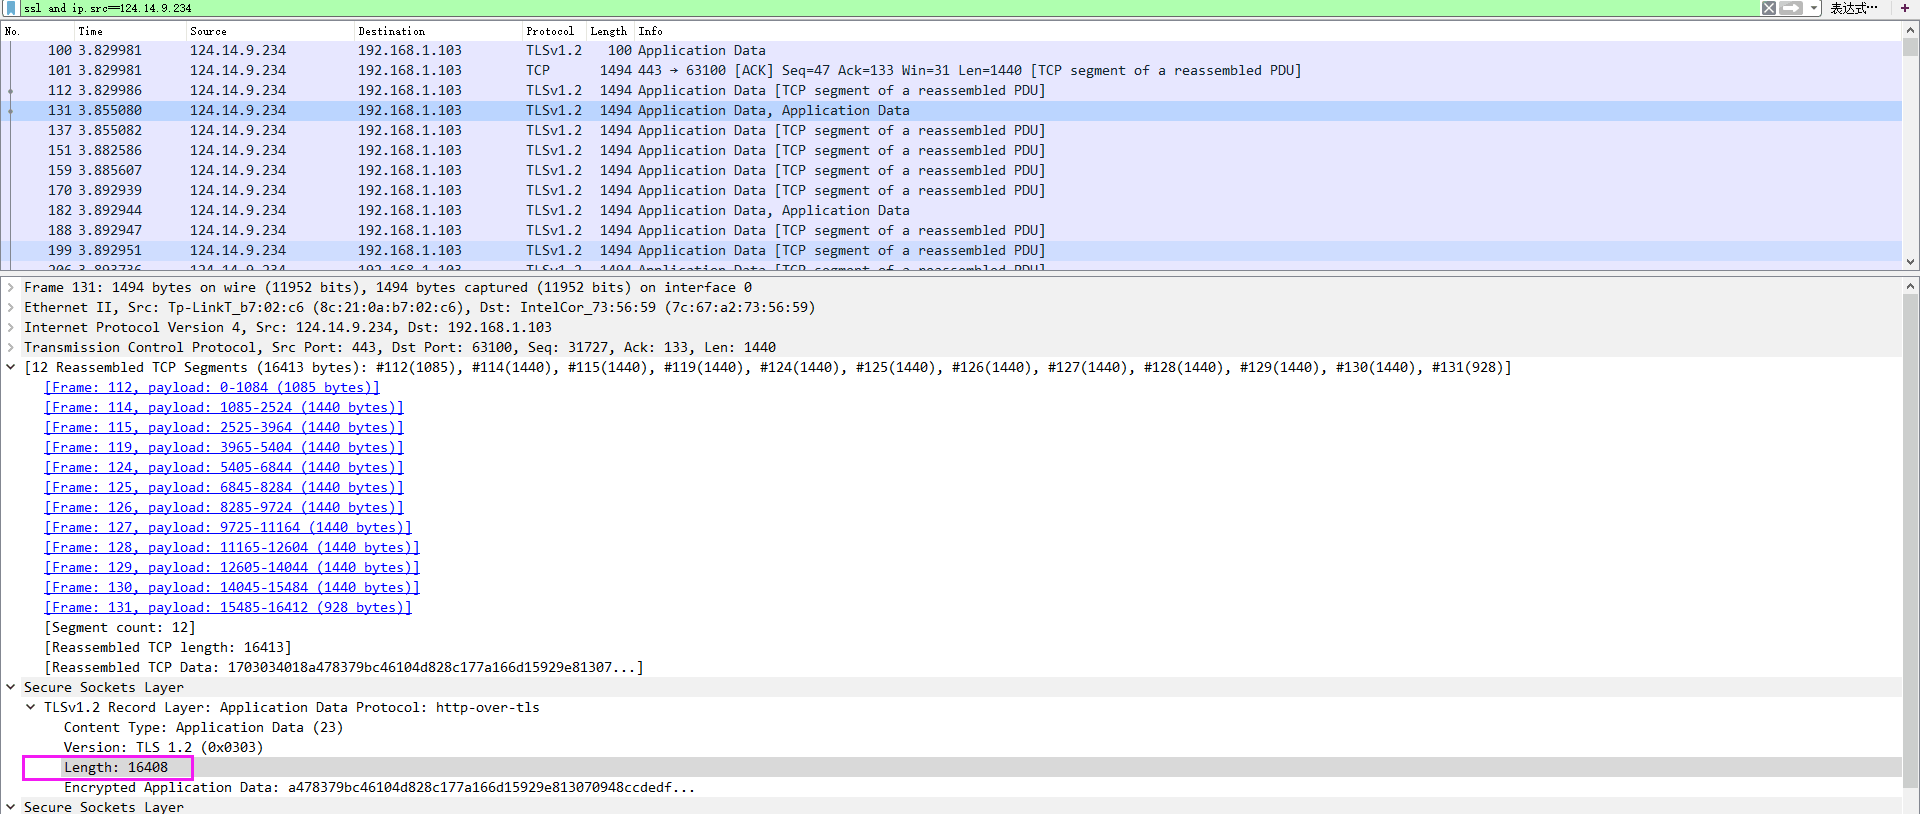 ssl and ip.src==124.14.9.234 表达式… +
No. Time Source Destination Protocol Length Info
100 3.829981 124.14.9.234 192.168.1.103 TLSv1.2 100 Application Data
101 3.829981 124.14.9.234 192.168.1.103 TCP 1494 443 → 63100 [ACK] Seq=47 Ack=133 Win=31 Len=1440 [TCP segment of a reassembled PDU]
112 3.829986 124.14.9.234 192.168.1.103 TLSv1.2 1494 Application Data [TCP segment of a reassembled PDU]
131 3.855080 124.14.9.234 192.168.1.103 TLSv1.2 1494 Application Data, Application Data
137 3.855082 124.14.9.234 192.168.1.103 TLSv1.2 1494 Application Data [TCP segment of a reassembled PDU]
151 3.882586 124.14.9.234 192.168.1.103 TLSv1.2 1494 Application Data [TCP segment of a reassembled PDU]
159 3.885607 124.14.9.234 192.168.1.103 TLSv1.2 1494 Application Data [TCP segment of a reassembled PDU]
170 3.892939 124.14.9.234 192.168.1.103 TLSv1.2 1494 Application Data [TCP segment of a reassembled PDU]
182 3.892944 124.14.9.234 192.168.1.103 TLSv1.2 1494 Application Data, Application Data
188 3.892947 124.14.9.234 192.168.1.103 TLSv1.2 1494 Application Data [TCP segment of a reassembled PDU]
199 3.892951 124.14.9.234 192.168.1.103 TLSv1.2 1494 Application Data [TCP segment of a reassembled PDU]
206 3.893736 124.14.9.234 192.168.1.103 TLSv1.2 1494 Application Data [TCP segment of a reassembled PDU]
Frame 131: 1494 bytes on wire (11952 bits), 1494 bytes captured (11952 bits) on interface 0
Ethernet II, Src: Tp-LinkT_b7:02:c6 (8c:21:0a:b7:02:c6), Dst: IntelCor_73:56:59 (7c:67:a2:73:56:59)
Internet Protocol Version 4, Src: 124.14.9.234, Dst: 192.168.1.103
Transmission Control Protocol, Src Port: 443, Dst Port: 63100, Seq: 31727, Ack: 133, Len: 1440
[12 Reassembled TCP Segments (16413 bytes): #112(1085), #114(1440), #115(1440), #119(1440), #124(1440), #125(1440), #126(1440), #127(1440), #128(1440), #129(1440), #130(1440), #131(928)]
[Frame: 112, payload: 0-1084 (1085 bytes)]
[Frame: 114, payload: 1085-2524 (1440 bytes)]
[Frame: 115, payload: 2525-3964 (1440 bytes)]
[Frame: 119, payload: 3965-5404 (1440 bytes)]
[Frame: 124, payload: 5405-6844 (1440 bytes)]
[Frame: 125, payload: 6845-8284 (1440 bytes)]
[Frame: 126, payload: 8285-9724 (1440 bytes)]
[Frame: 127, payload: 9725-11164 (1440 bytes)]
[Frame: 128, payload: 11165-12604 (1440 bytes)]
[Frame: 129, payload: 12605-14044 (1440 bytes)]
[Frame: 130, payload: 14045-15484 (1440 bytes)]
[Frame: 131, payload: 15485-16412 (928 bytes)]
[Segment count: 12]
[Reassembled TCP length: 16413]
[Reassembled TCP Data: 1703034018a478379bc46104d828c177a166d15929e81307...]
Secure Sockets Layer
TLSv1.2 Record Layer: Application Data Protocol: http-over-tls
Content Type: Application Data (23)
Version: TLS 1.2 (0x0303)
Length: 16408
Encrypted Application Data: a478379bc46104d828c177a166d15929e813070948ccdedf...
Secure Sockets Layer